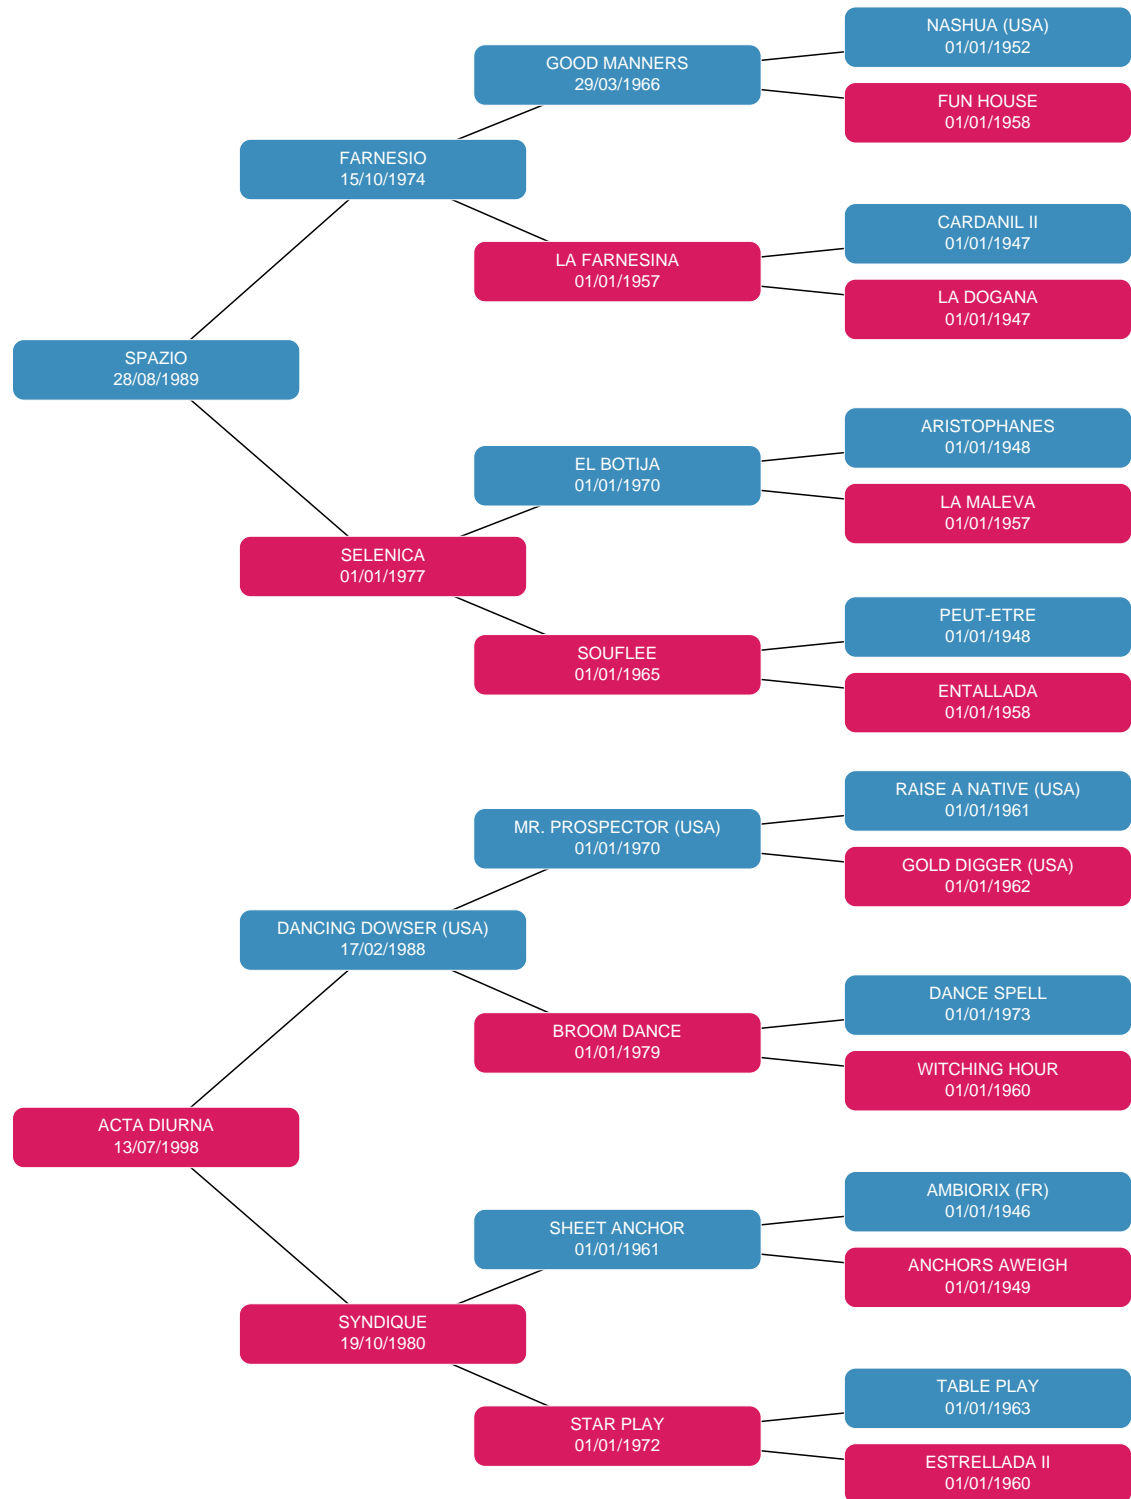 NASHUA (USA)
01/01/1952
GOOD MANNERS
29/03/1966
FUN HOUSE
01/01/1958
FARNESIO
15/10/1974
CARDANIL II
01/01/1947
LA FARNESINA
01/01/1957
LA DOGANA
01/01/1947
SPAZIO
28/08/1989
ARISTOPHANES
01/01/1948
EL BOTIJA
01/01/1970
LA MALEVA
01/01/1957
SELENICA
01/01/1977
PEUT-ETRE
01/01/1948
SOUFLEE
01/01/1965
ENTALLADA
01/01/1958
RAISE A NATIVE (USA)
01/01/1961
MR. PROSPECTOR (USA)
01/01/1970
GOLD DIGGER (USA)
01/01/1962
DANCING DOWSER (USA)
17/02/1988
DANCE SPELL
01/01/1973
BROOM DANCE
01/01/1979
WITCHING HOUR
01/01/1960
ACTA DIURNA
13/07/1998
AMBIORIX (FR)
01/01/1946
SHEET ANCHOR
01/01/1961
ANCHORS AWEIGH
01/01/1949
SYNDIQUE
19/10/1980
TABLE PLAY
01/01/1963
STAR PLAY
01/01/1972
ESTRELLADA II
01/01/1960